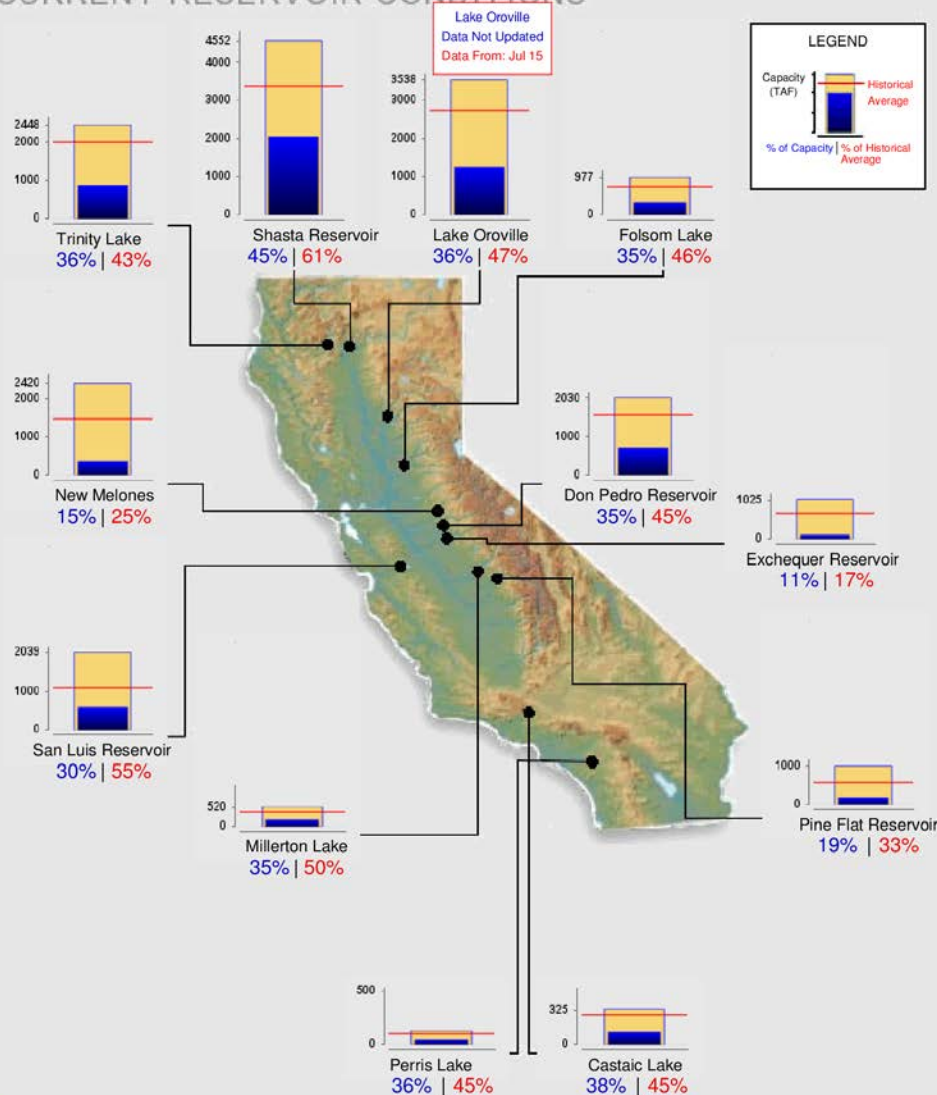 CURRENT RESERVOIR CONDITIONS
Lake Oroville
Data Not Updated
Data From: Jul 15
LEGEND
Capacity
(TAF)
Historical
Average
% of Capacity | % of Historical
Average
2448
2000
1000
0
Trinity Lake
36% | 43%
4552
4000
3000
2000
1000
0
Shasta Reservoir
45% | 61%
3538
3000
2000
1000
0
Lake Oroville
36% | 47%
977
0
Folsom Lake
35% | 46%
2420
2000
1000
0
New Melones
15% | 25%
2030
1000
0
Don Pedro Reservoir
35% | 45%
1025
0
Exchequer Reservoir
11% | 17%
2039
1000
0
San Luis Reservoir
30% | 55%
520
0
Millerton Lake
35% | 50%
1000
0
Pine Flat Reservoir
19% | 33%
500
0
Perris Lake
36% | 45%
325
0
Castaic Lake
38% | 45%